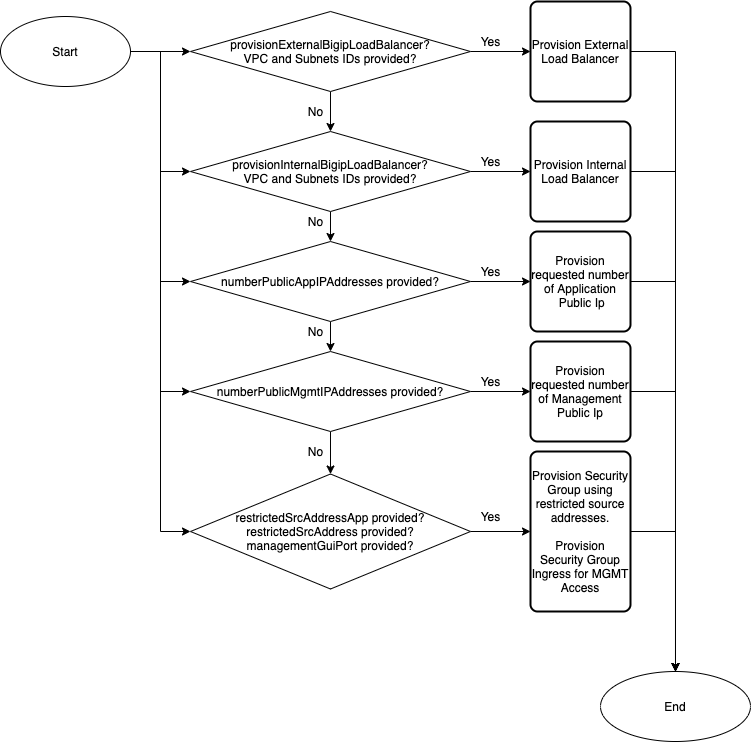 Start
provisionExternalBigipLoadBalancer?
VPC and Subnets IDs provided?
Yes
Provision External
Load Balancer
No
provisionInternalBigipLoadBalancer?
VPC and Subnets IDs provided?
Yes
Provision Internal
Load Balancer
No
numberPublicAppIPAddresses provided?
Yes
Provision
requested number
of Application
Public Ip
No
numberPublicMgmtIPAddresses provided?
Yes
Provision
requested number
of Management
Public Ip
No
restrictedSrcAddressApp provided?
restrictedSrcAddress provided?
managementGuiPort provided?
Yes
Provision Security
Group using
restricted source
addresses.
Provision
Security Group
Ingress for MGMT
Access
End